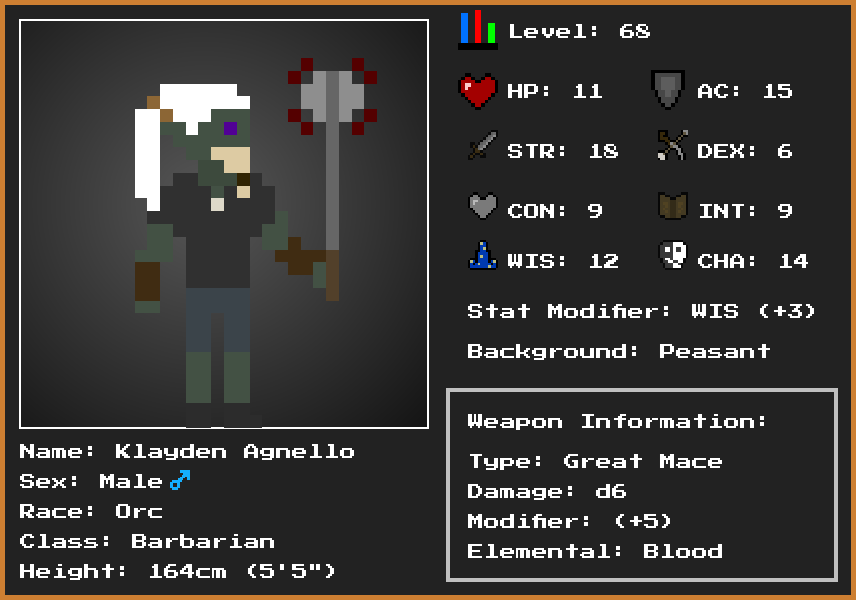 Level: 68
HP: 11
AC: 15
STR: 18
DEX: 6
CON: 9
INT: 9
WIS: 12
CHA: 14
Stat Modifier: WIS (+3)
Background: Peasant
Name: Klayden Agnello
Sex: Male ♂
Race: Orc
Class: Barbarian
Height: 164cm (5'5")
Weapon Information:
Type: Great Mace
Damage: d6
Modifier: (+5)
Elemental: Blood